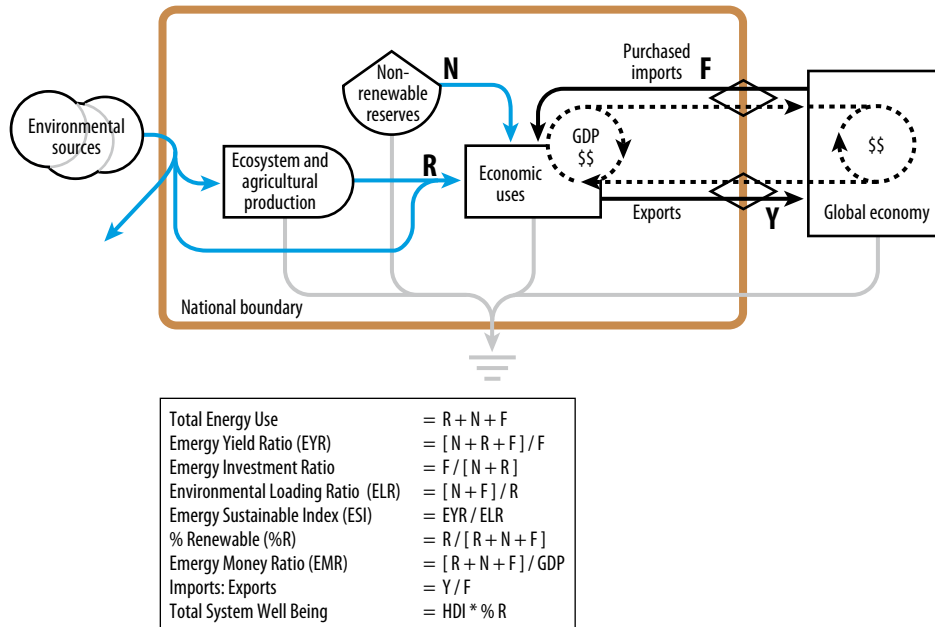 Environmental
sources
Ecosystem and
agricultural
production
Non-
renewable
reserves
N
R
Economic
uses
GDP
$$
Purchased
imports
F
Exports
Y
$$
Global economy
National boundary
Total Energy Use = R + N + F
Emergy Yield Ratio (EYR) = [ N + R + F ] / F
Emergy Investment Ratio = F / [ N + R ]
Environmental Loading Ratio (ELR) = [ N + F ] / R
Emergy Sustainable Index (ESI) = EYR / ELR
% Renewable (%R) = R / [ R + N + F ]
Emergy Money Ratio (EMR) = [ R + N + F ] / GDP
Imports: Exports = Y / F
Total System Well Being = HDI * % R